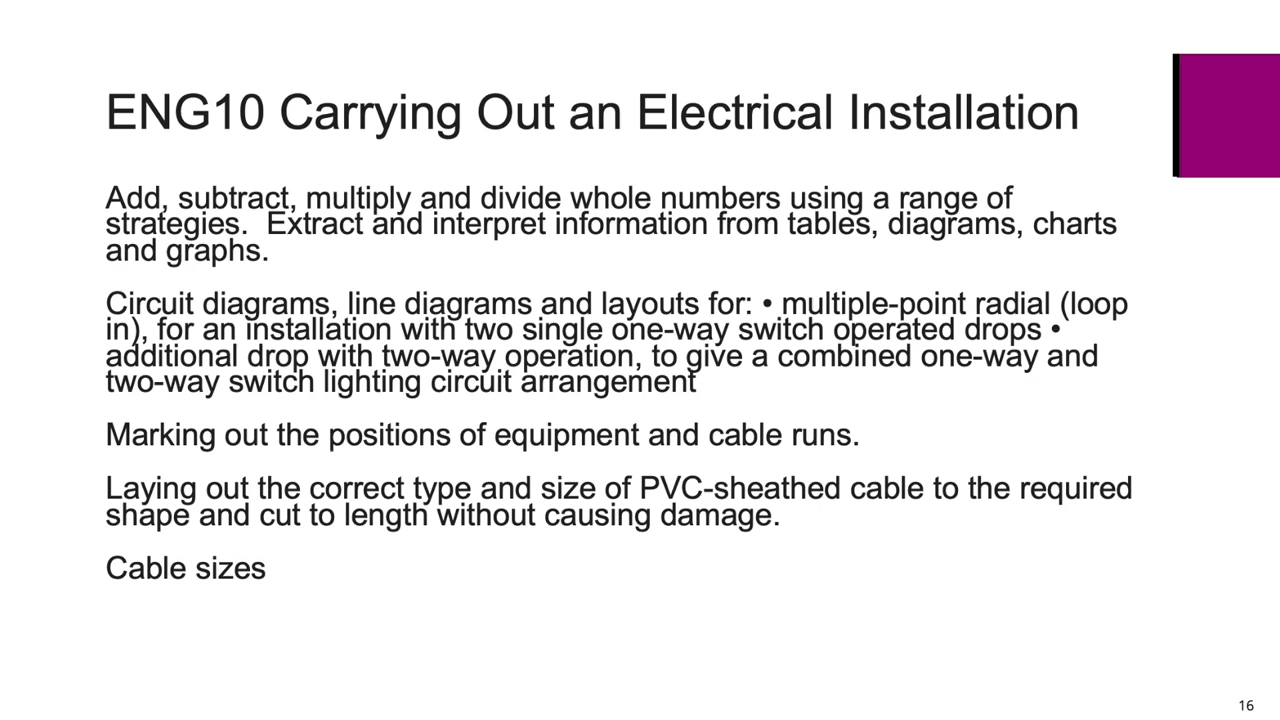 ENG10 Carrying Out an Electrical Installation
Add, subtract, multiply and divide whole numbers using a range of
strategies.  Extract and interpret information from tables, diagrams, charts
and graphs.
Circuit diagrams, line diagrams and layouts for: • multiple-point radial (loop
in), for an installation with two single one-way switch operated drops •
additional drop with two-way operation, to give a combined one-way and
two-way switch lighting circuit arrangement
Marking out the positions of equipment and cable runs.
Laying out the correct type and size of PVC-sheathed cable to the required
shape and cut to length without causing damage.
Cable sizes
16